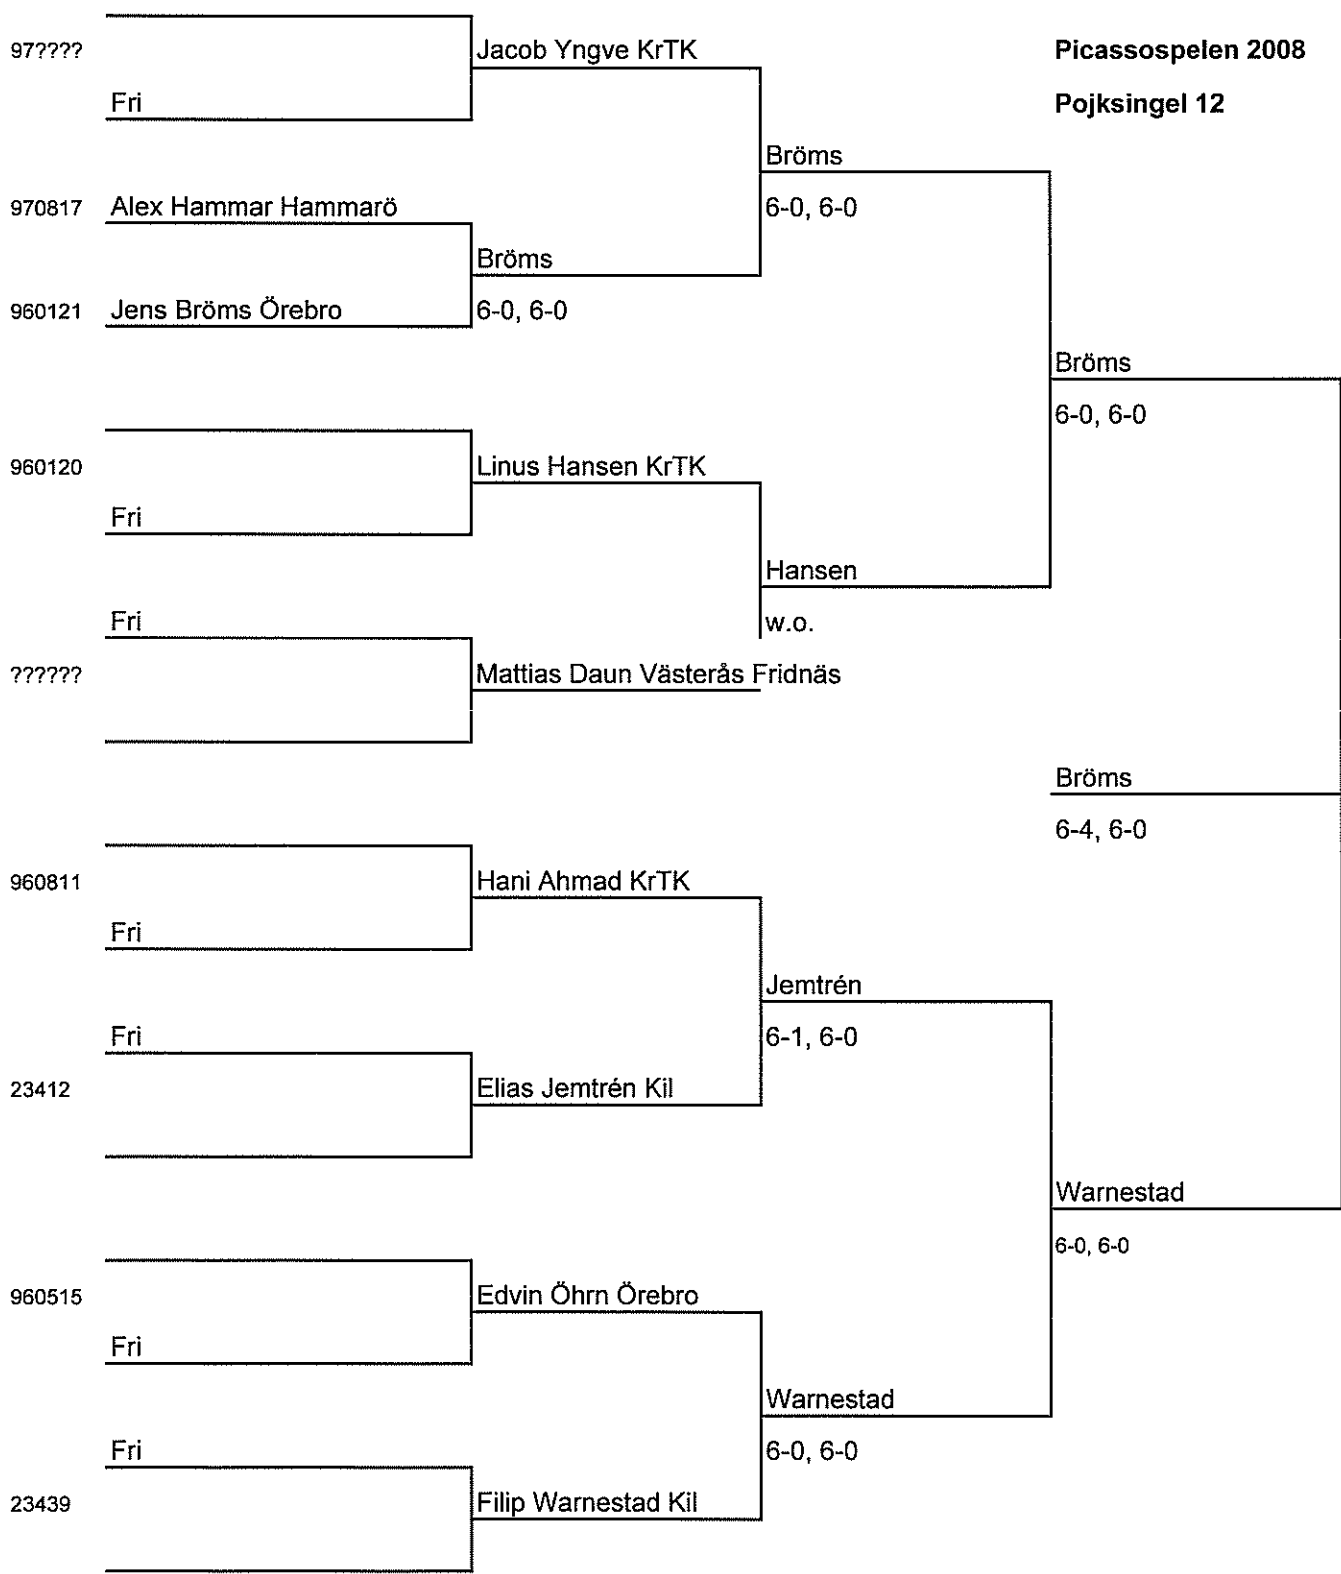 97????
Jacob Yngve KrTK
Picassospelen 2008
Fri
Pojksingel 12
Bröms
970817 Alex Hammar Hammarö
6-0, 6-0
Bröms
960121 Jens Bröms Örebro
6-0, 6-0
Bröms
6-0, 6-0
960120
Linus Hansen KrTK
Fri
Hansen
Fri
w.o.
??????
Mattias Daun Västerås Fridnäs
Bröms
6-4, 6-0
960811
Hani Ahmad KrTK
Fri
Jemtrén
Fri
6-1, 6-0
23412
Elias Jemtrén Kil
Warnestad
6-0, 6-0
960515
Edvin Öhrn Örebro
Fri
Warnestad
Fri
6-0, 6-0
23439
Filip Warnestad Kil